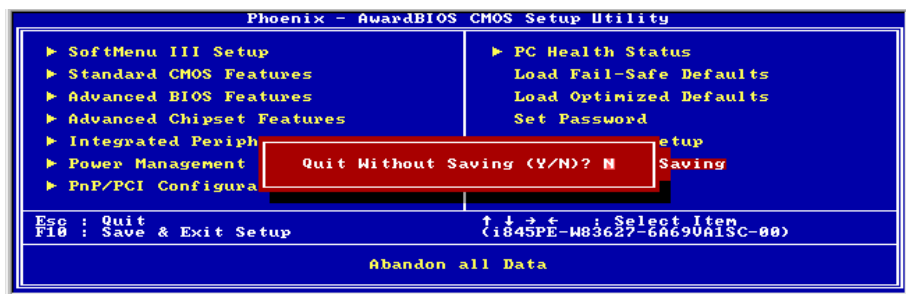 Phoenix - AwardBIOS CMOS Setup Utility
► SoftMenu III Setup
► Standard CMOS Features
► Advanced BIOS Features
► Advanced Chipset Features
► Integrated Periph
► Power Management
► PnP/PCI Configura
► PC Health Status
Load Fail-Safe Defaults
Load Optimized Defaults
Set Password
etup
Saving
Quit Without Saving (Y/N)? N
Esc : Quit
F10 : Save & Exit Setup
↑ ↓ → ← : Select Item
(i845PE-W83627-6A69VA1SC-00)
Abandon all Data